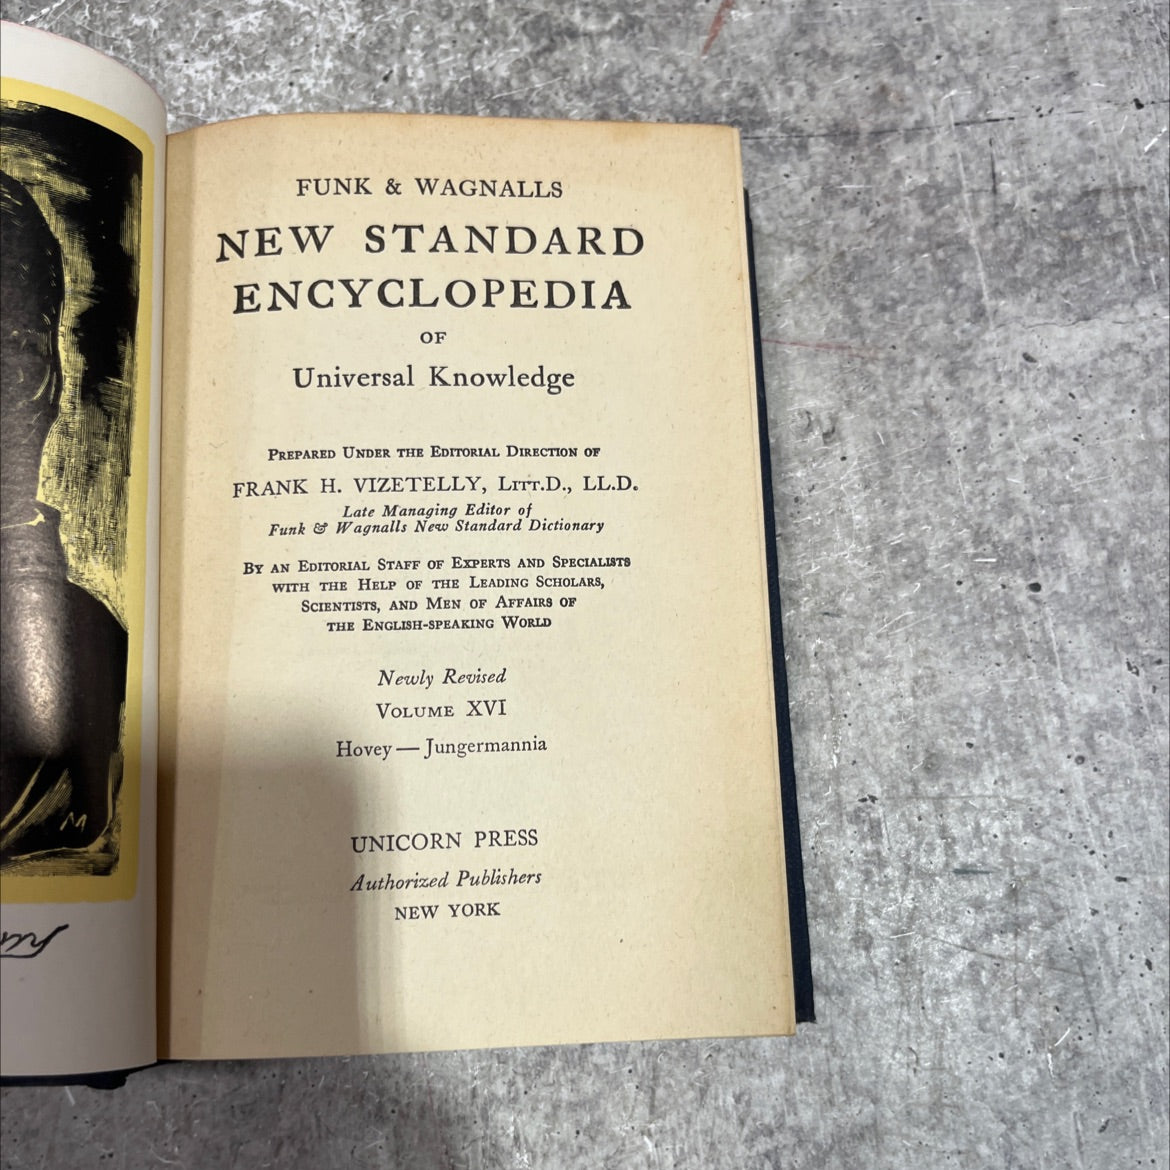 FUNK & WAGNALLS
NEW STANDARD
ENCYCLOPEDIA
OF
Universal Knowledge
PREPARED UNDER THE EDITORIAL DIRECTION OF
FRANK H. VIZETELLY, LITT.D., LL.D.
Late Managing Editor of
Funk & Wagnalls New Standard Dictionary
BY AN EDITORIAL STAFF OF EXPERTS AND SPECIALISTS
WITH THE HELP OF THE LEADING SCHOLARS,
SCIENTISTS, AND MEN OF AFFAIRS OF
THE ENGLISH-SPEAKING WORLD
Newly Revised
VOLUME XVI
Hovey — Jungermannia
UNICORN PRESS
Authorized Publishers
NEW YORK
M